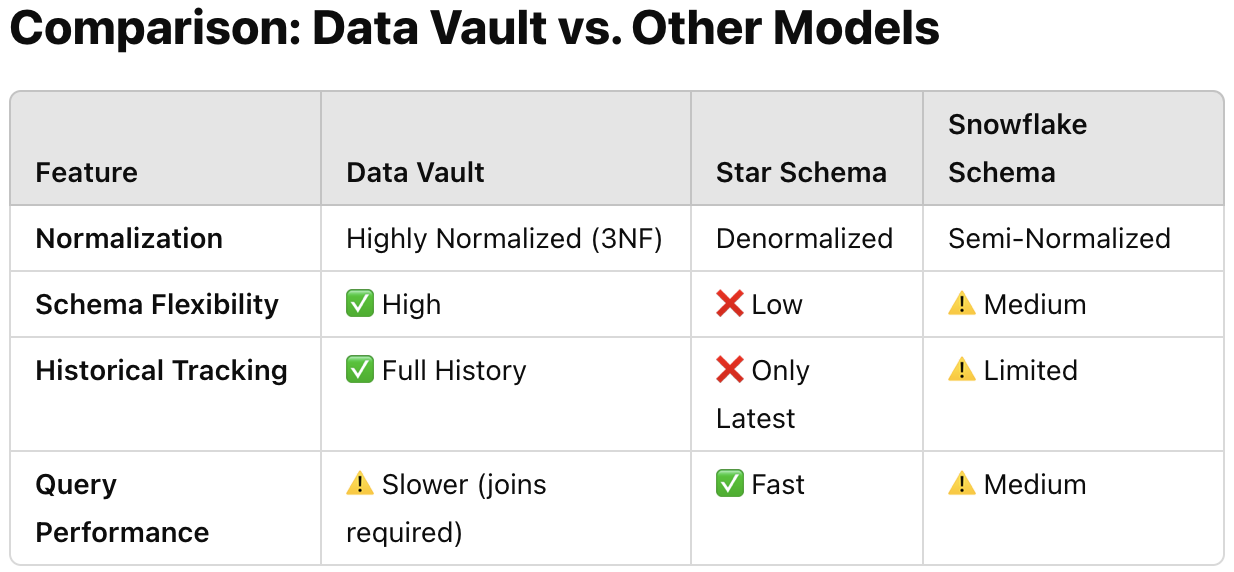 Comparison: Data Vault vs. Other Models
Feature
Data Vault
Star Schema
Snowflake
Schema
Normalization
Highly Normalized (3NF)
Denormalized
Semi-Normalized
Schema Flexibility
✅ High
❌ Low
⚠️ Medium
Historical Tracking
✅ Full History
❌ Only
Latest
⚠️ Limited
Query
Performance
⚠️ Slower (joins
required)
✅ Fast
⚠️ Medium